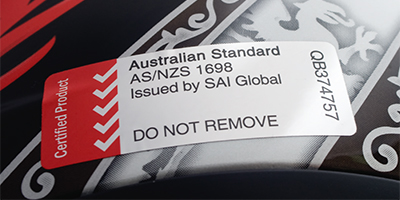 Certified Product
Australian Standard
AS/NZS 1698
Issued by SAI Global
DO NOT REMOVE
QB374757